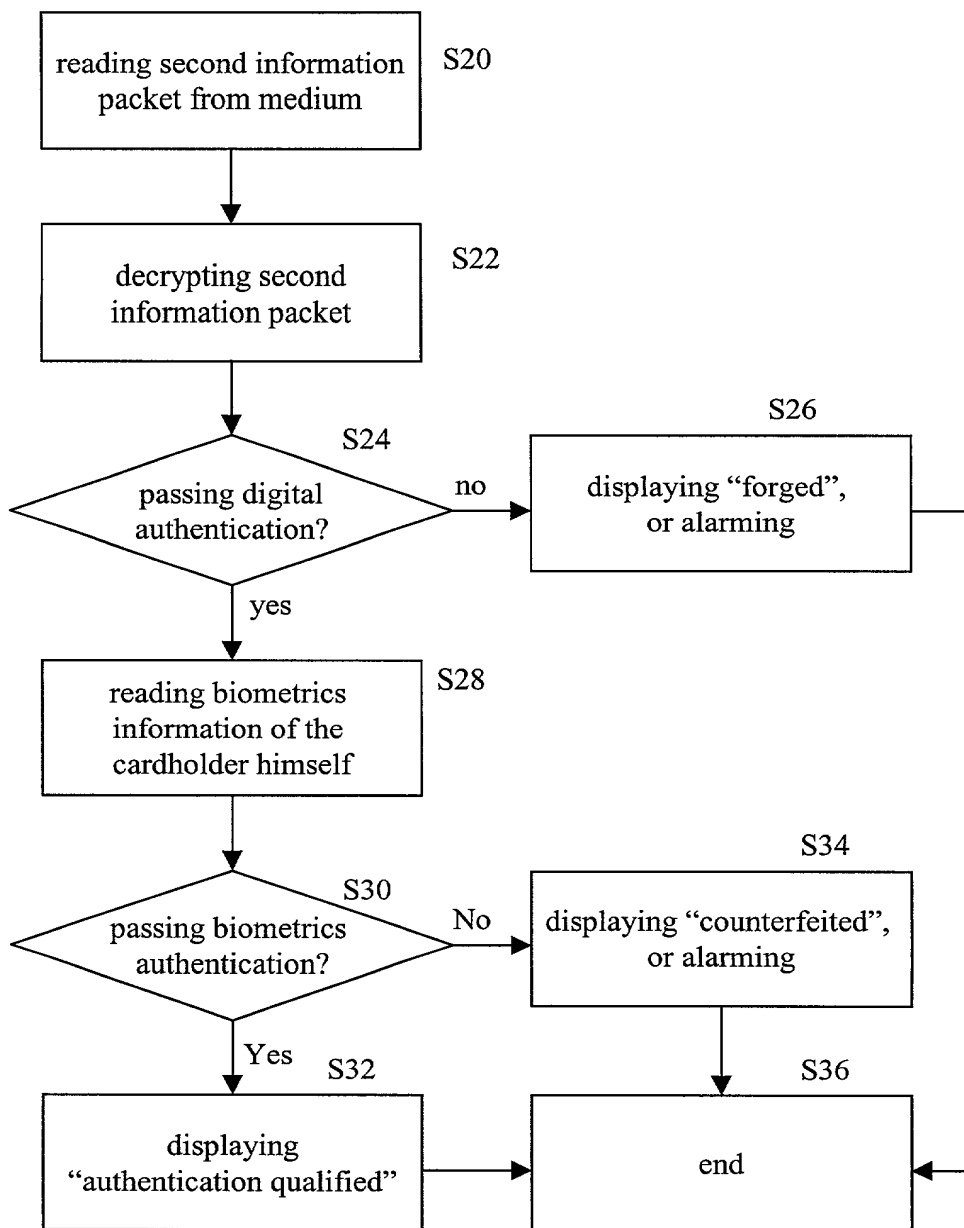 reading second information
packet from medium
S20
decrypting second
information packet
S22
S24
passing digital
authentication?
no
S26
displaying “forged”,
or alarming
yes
reading biometrics
information of the
cardholder himself
S28
S30
passing biometrics
authentication?
No
S34
displaying “counterfeited”,
or alarming
Yes
S32
displaying
“authentication qualified”
S36
end